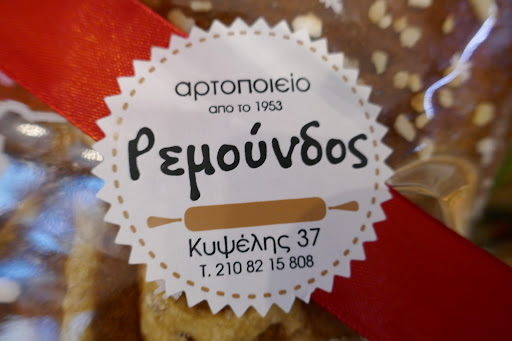 αρτοποιείο
απο το 1953
Ρεμούνδος
Κυψέλης 37
Τ. 210 82 15 808